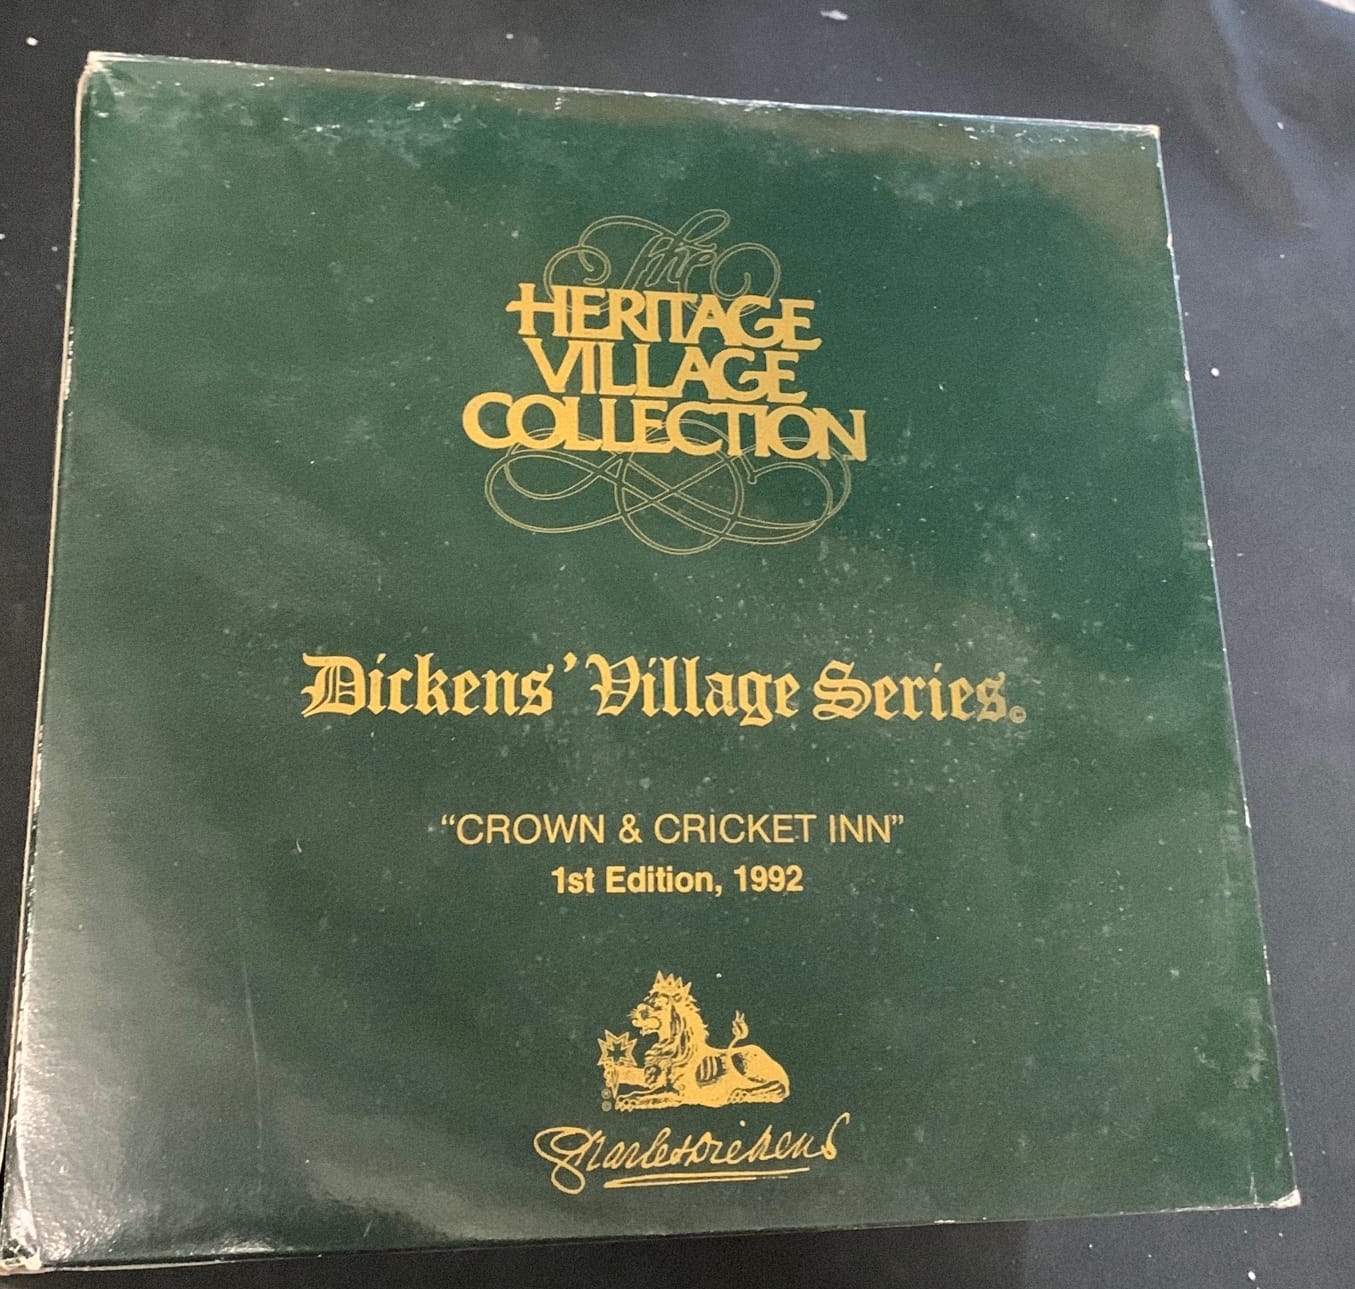 The
HERITAGE
VILLAGE
COLLECTION
Dickens' Village Series©
“CROWN & CRICKET INN”
1st Edition, 1992
Charles Dickens